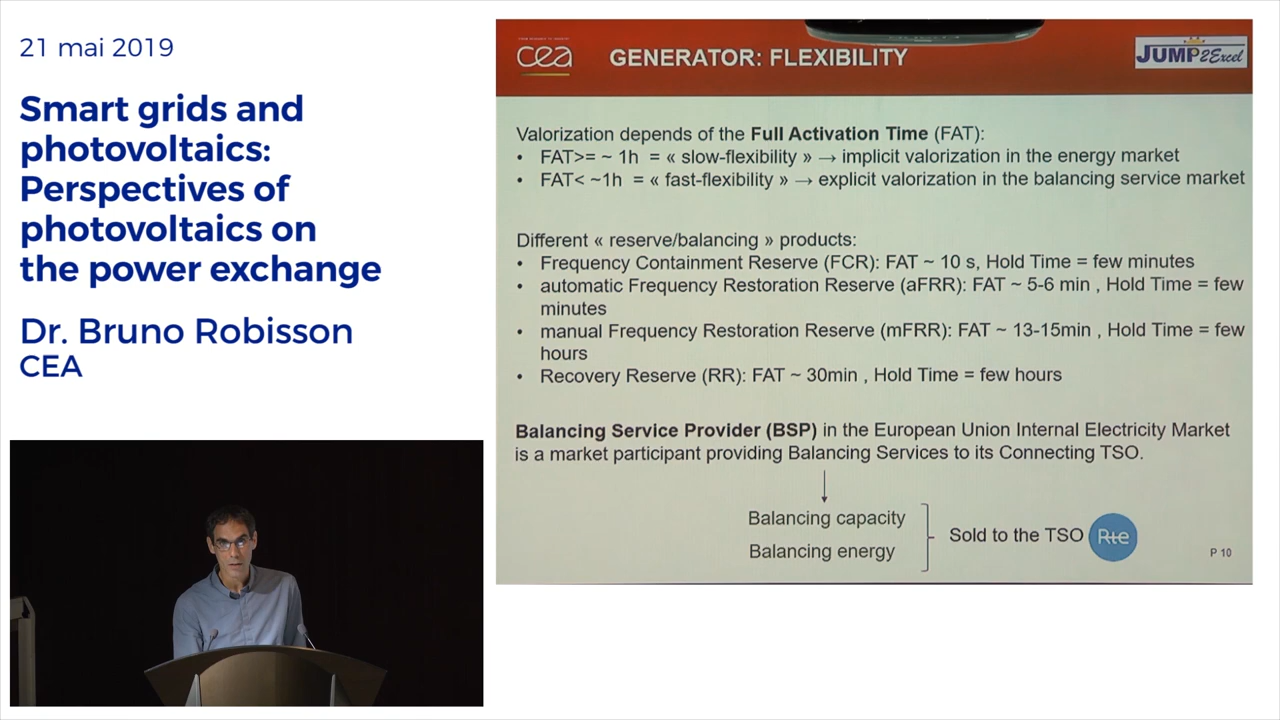 21 mai 2019
Smart grids and
photovoltaics:
Perspectives of
photovoltaics on
the power exchange
Dr. Bruno Robisson
CEA
cea
GENERATOR: FLEXIBILITY
JUMP2Excel
Valorization depends of the Full Activation Time (FAT):
• FAT>= ~ 1h = « slow-flexibility » → implicit valorization in the energy market
• FAT< ~1h = « fast-flexibility » → explicit valorization in the balancing service market
Different « reserve/balancing » products:
• Frequency Containment Reserve (FCR): FAT ~ 10 s, Hold Time = few minutes
• automatic Frequency Restoration Reserve (aFRR): FAT ~ 5-6 min , Hold Time = few
minutes
• manual Frequency Restoration Reserve (mFRR): FAT ~ 13-15min , Hold Time = few
hours
• Recovery Reserve (RR): FAT ~ 30min , Hold Time = few hours
Balancing Service Provider (BSP) in the European Union Internal Electricity Market
is a market participant providing Balancing Services to its Connecting TSO.
Balancing capacity
Balancing energy
Sold to the TSO
Rte
P 10